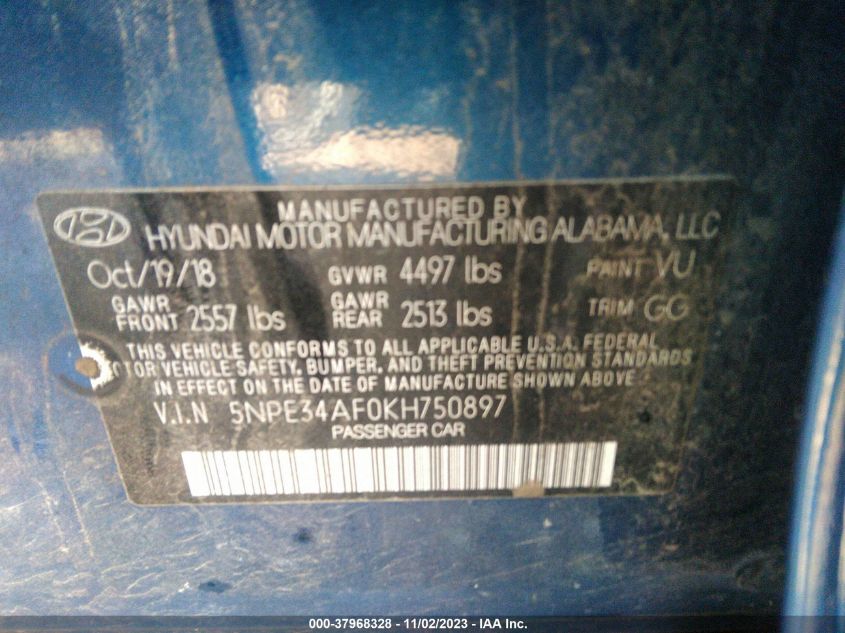 MANUFACTURED BY
HYUNDAI MOTOR MANUFACTURING ALABAMA, LLC
Oct/19/18 GVWR 4497 lbs PAINT VU
GAWR FRONT 2557 lbs GAWR REAR 2513 lbs TRIM GG
THIS VEHICLE CONFORMS TO ALL APPLICABLE U.S.A. FEDERAL
TOR VEHICLE SAFETY, BUMPER, AND THEFT PREVENTION STANDARDS
IN EFFECT ON THE DATE OF MANUFACTURE SHOWN ABOVE
V.I.N 5NPE34AF0KH750897
PASSENGER CAR
000-37968328 - 11/02/2023 - IAA Inc.